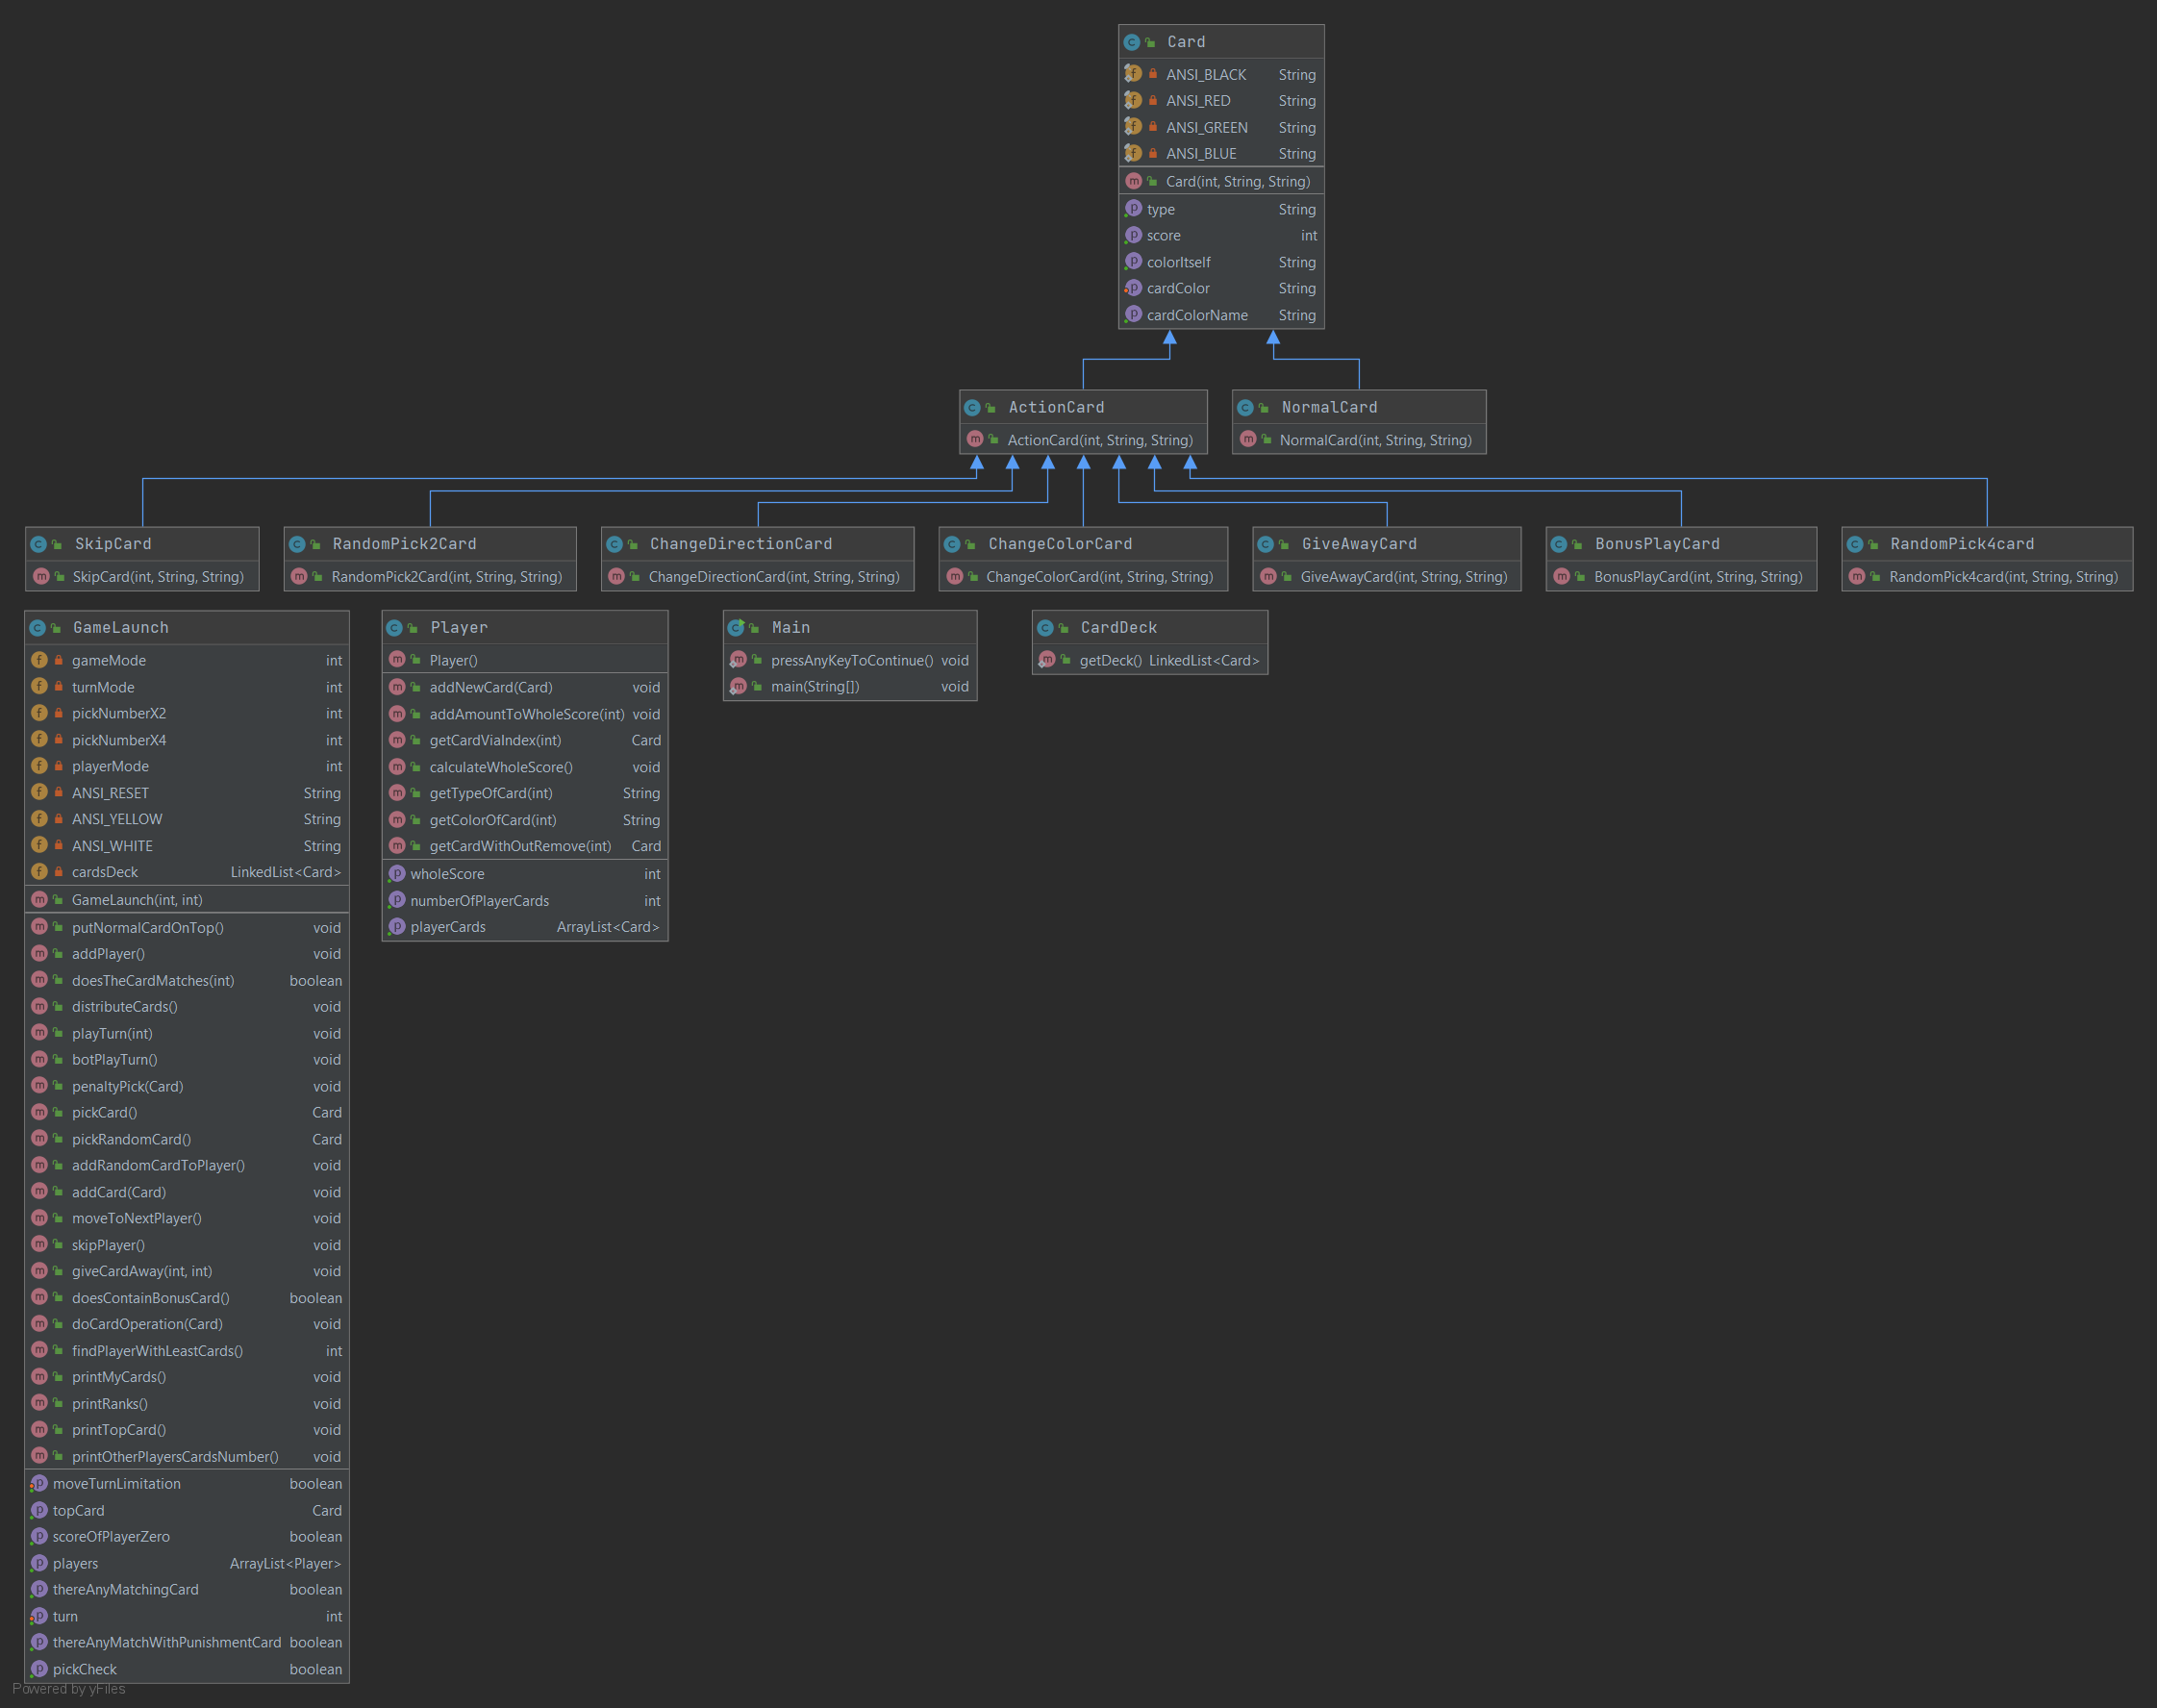 Card
ANSI_BLACK String
ANSI_RED String
ANSI_GREEN String
ANSI_BLUE String
Card(int, String, String)
type String
score int
colorItself String
cardColor String
cardColorName String
ActionCard
ActionCard(int, String, String)
NormalCard
NormalCard(int, String, String)
SkipCard
SkipCard(int, String, String)
RandomPick2Card
RandomPick2Card(int, String, String)
ChangeDirectionCard
ChangeDirectionCard(int, String, String)
ChangeColorCard
ChangeColorCard(int, String, String)
GiveAwayCard
GiveAwayCard(int, String, String)
BonusPlayCard
BonusPlayCard(int, String, String)
RandomPick4card
RandomPick4card(int, String, String)
GameLaunch
gameMode int
turnMode int
pickNumberX2 int
pickNumberX4 int
playerMode int
ANSI_RESET String
ANSI_YELLOW String
ANSI_WHITE String
cardsDeck LinkedList<Card>
GameLaunch(int, int)
putNormalCardOnTop() void
addPlayer() void
doesTheCardMatches(int) boolean
distributeCards() void
playTurn(int) void
botPlayTurn() void
penaltyPick(Card) void
pickCard() Card
pickRandomCard() Card
addRandomCardToPlayer() void
addCard(Card) void
moveToNextPlayer() void
skipPlayer() void
giveCardAway(int, int) void
doesContainBonusCard() boolean
doCardOperation(Card) void
findPlayerWithLeastCards() int
printMyCards() void
printRanks() void
printTopCard() void
printOtherPlayersCardsNumber() void
moveTurnLimitation boolean
topCard Card
scoreOfPlayerZero boolean
players ArrayList<Player>
thereAnyMatchingCard boolean
turn int
thereAnyMatchWithPunishmentCard boolean
pickCheck boolean
Player
Player()
addNewCard(Card) void
addAmountToWholeScore(int) void
getCardViaIndex(int) Card
calculateWholeScore() void
getTypeOfCard(int) String
getColorOfCard(int) String
getCardWithOutRemove(int) Card
wholeScore int
numberOfPlayerCards int
playerCards ArrayList<Card>
Main
pressAnyKeyToContinue() void
main(String[]) void
CardDeck
getDeck() LinkedList<Card>
Powered by yFiles